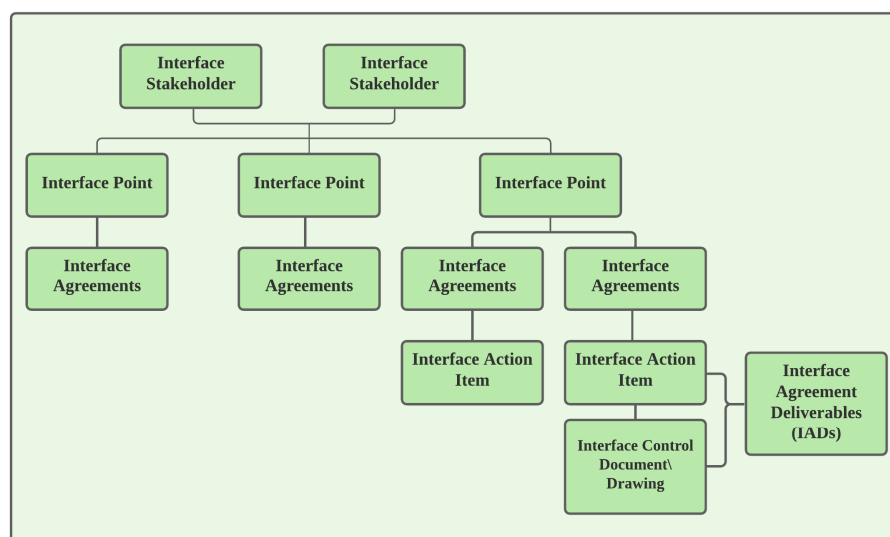 Interface
Stakeholder
Interface
Stakeholder
Interface Point
Interface Point
Interface Point
Interface
Agreements
Interface
Agreements
Interface
Agreements
Interface
Agreements
Interface Action
Item
Interface Action
Item
Interface
Agreement
Deliverables
(IADs)
Interface Control
Document\
Drawing